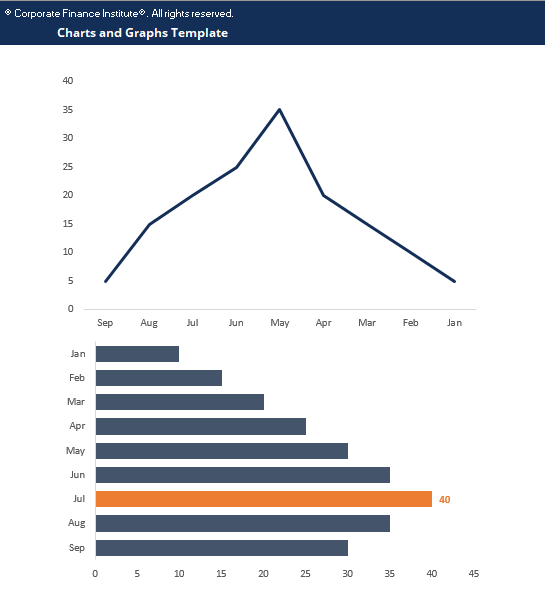 © Corporate Finance Institute®. All rights reserved.
Charts and Graphs Template
40
35
30
25
20
15
10
5
0
Sep Aug Jul Jun May Apr Mar Feb Jan
Jan
Feb
Mar
Apr
May
Jun
Jul 40
Aug
Sep
0 5 10 15 20 25 30 35 40 45